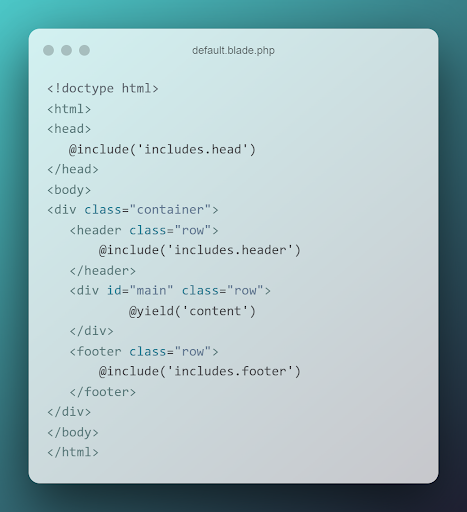 default.blade.php
<!doctype html>
<html>
<head>
@include('includes.head')
</head>
<body>
<div class="container">
<header class="row">
@include('includes.header')
</header>
<div id="main" class="row">
@yield('content')
</div>
<footer class="row">
@include('includes.footer')
</footer>
</div>
</body>
</html>